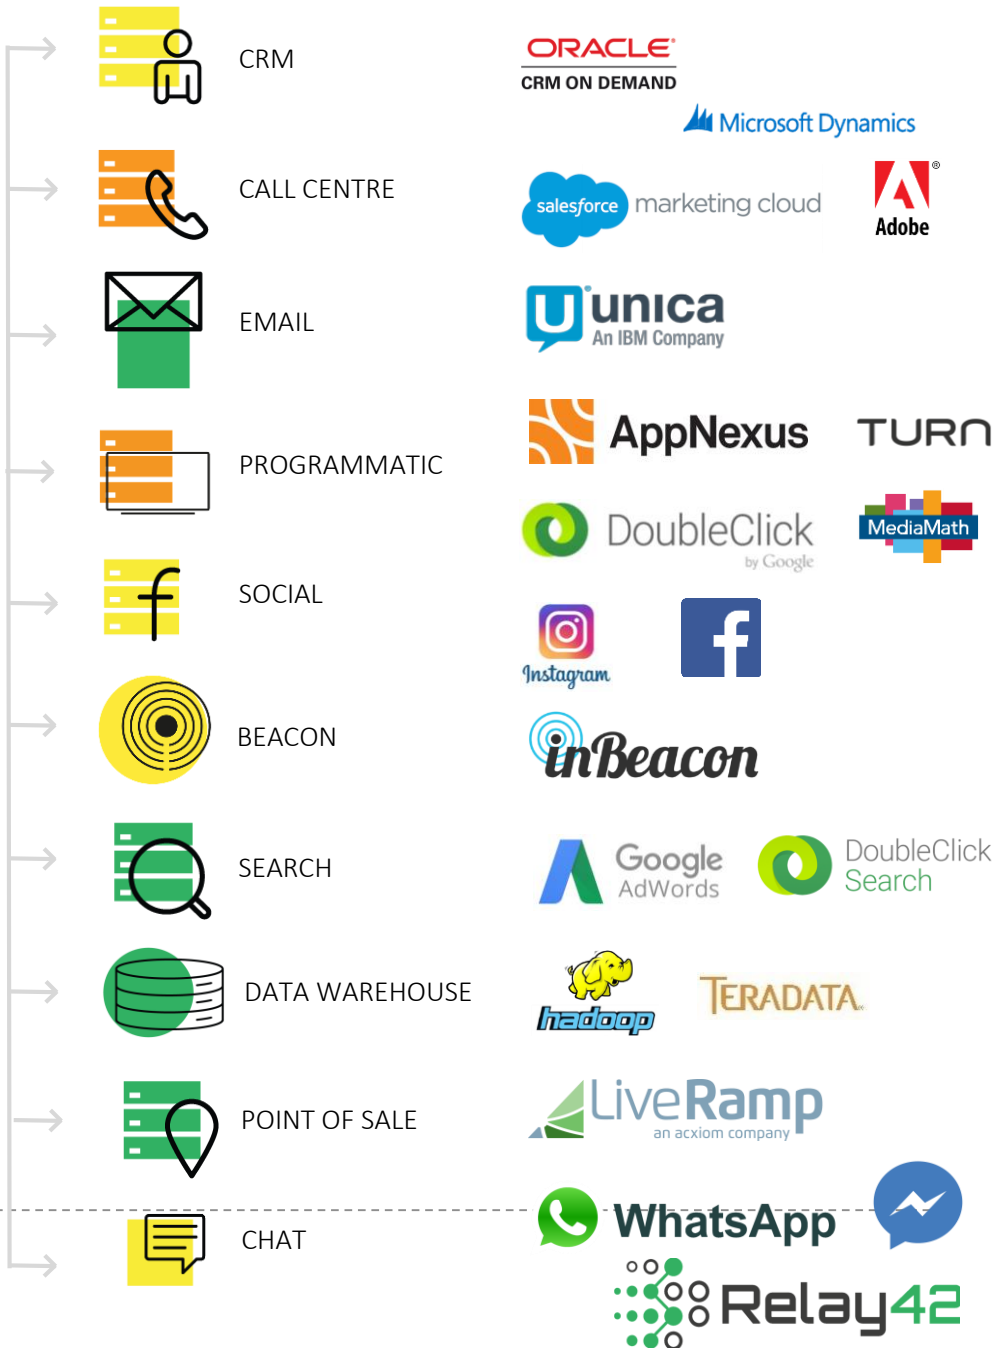 CRM
ORACLE®
CRM ON DEMAND
Microsoft Dynamics
CALL CENTRE
salesforce marketing cloud
Adobe®
EMAIL
unica
An IBM Company
PROGRAMMATIC
AppNexus
TURN
DoubleClick
by Google
MediaMath
SOCIAL
Instagram
BEACON
inBeacon
SEARCH
Google
AdWords
DoubleClick
Search
DATA WAREHOUSE
hadoop
TERADATA
POINT OF SALE
LiveRamp
an acxiom company
CHAT
WhatsApp
Relay42